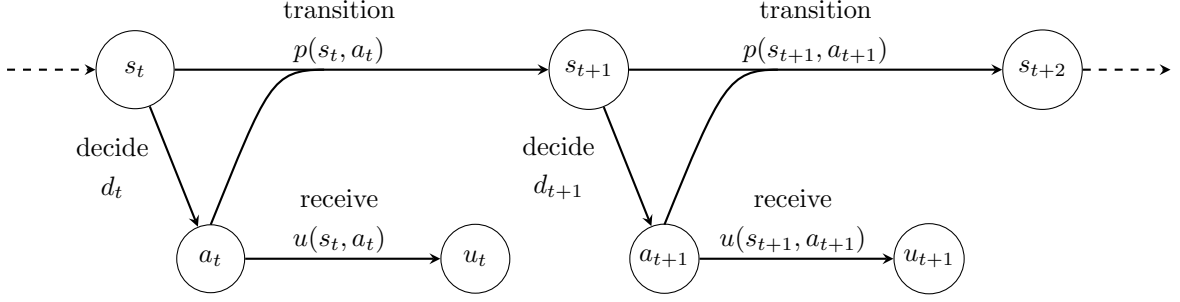 transition transition
p(s_t, a_t) p(s_{t+1}, a_{t+1})
s_t s_{t+1} s_{t+2}
decide decide
d_t d_{t+1}
receive receive
u(s_t, a_t) u(s_{t+1}, a_{t+1})
a_t u_t a_{t+1} u_{t+1}